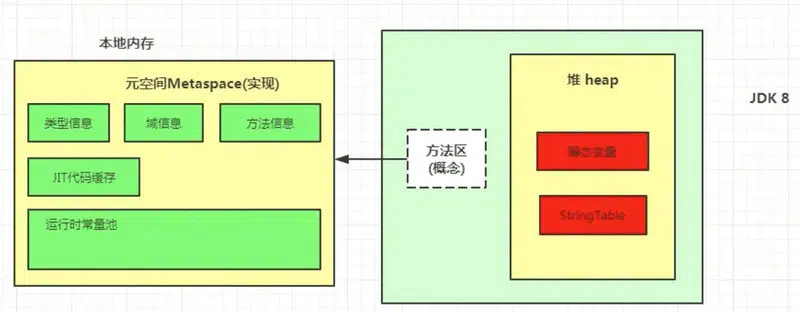 本地内存
元空间Metaspace(实现)
类型信息
域信息
方法信息
JIT代码缓存
运行时常量池
方法区
(概念)
堆 heap
静态变量
StringTable
JDK 8